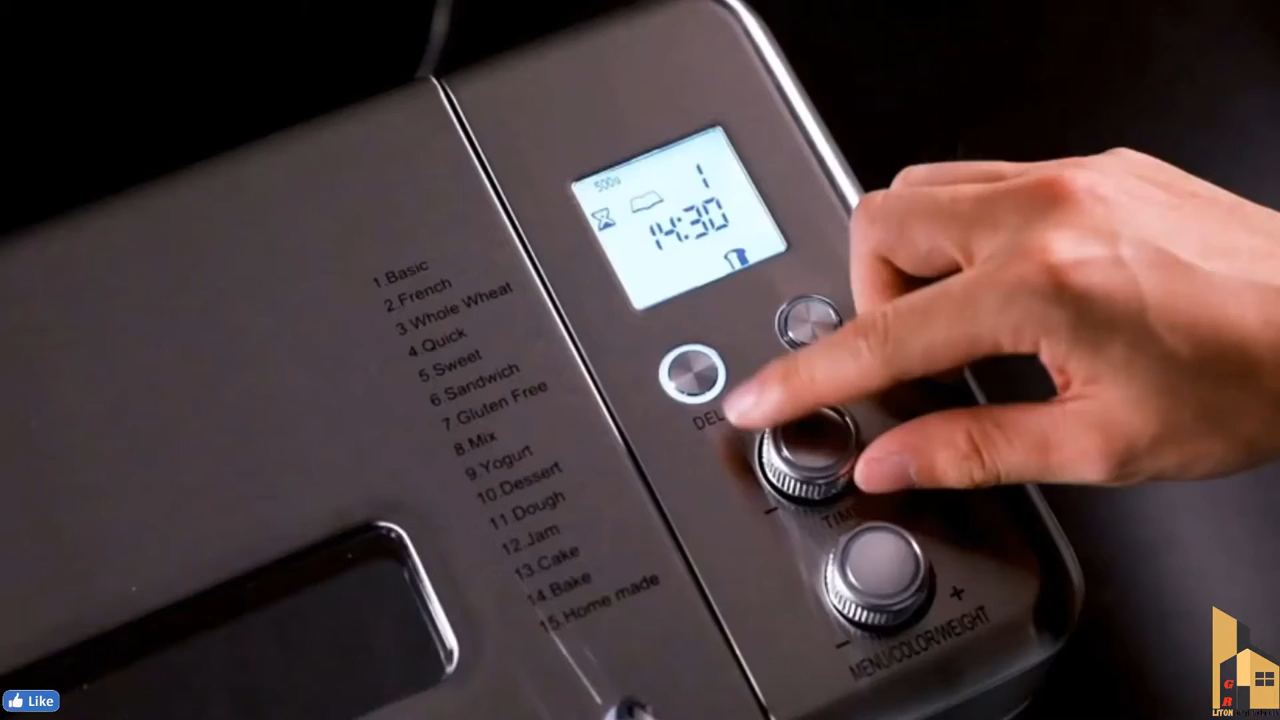 500g
1
14:30
1.Basic
2.French
3.Whole Wheat
4.Quick
5.Sweet
6.Sandwich
7.Gluten Free
8.Mix
9.Yogurt
10.Dessert
11.Dough
12.Jam
13.Cake
14.Bake
15.Home made
DEL
– TIME
– +
MENU/COLOR/WEIGHT
Like
G
R
LITON